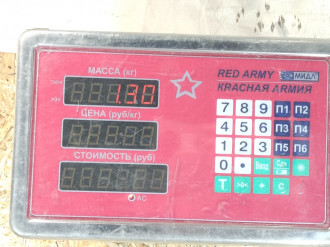 МАССА (кг)
1.30
ЦЕНА (руб/кг)
СТОИМОСТЬ (руб)
AC
RED ARMY МИДЛ
КРАСНАЯ АРМИЯ
7 8 9 П1 П2
4 5 6 П3 П4
1 2 3 П5 П6
0 •
T + C